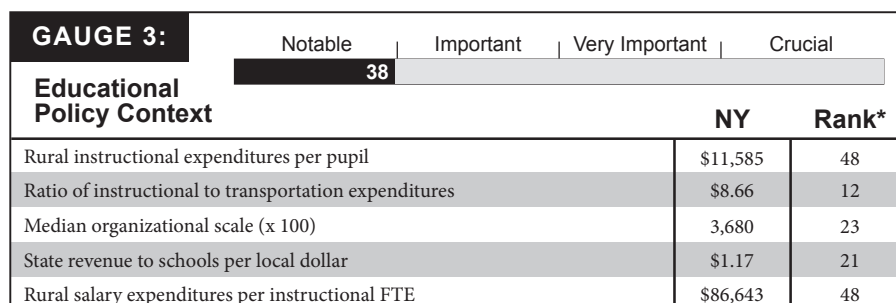 GAUGE 3:
Notable | Important | Very Important | Crucial
38
Educational
Policy Context
NY Rank*
Rural instructional expenditures per pupil $11,585 48
Ratio of instructional to transportation expenditures $8.66 12
Median organizational scale (x 100) 3,680 23
State revenue to schools per local dollar $1.17 21
Rural salary expenditures per instructional FTE $86,643 48